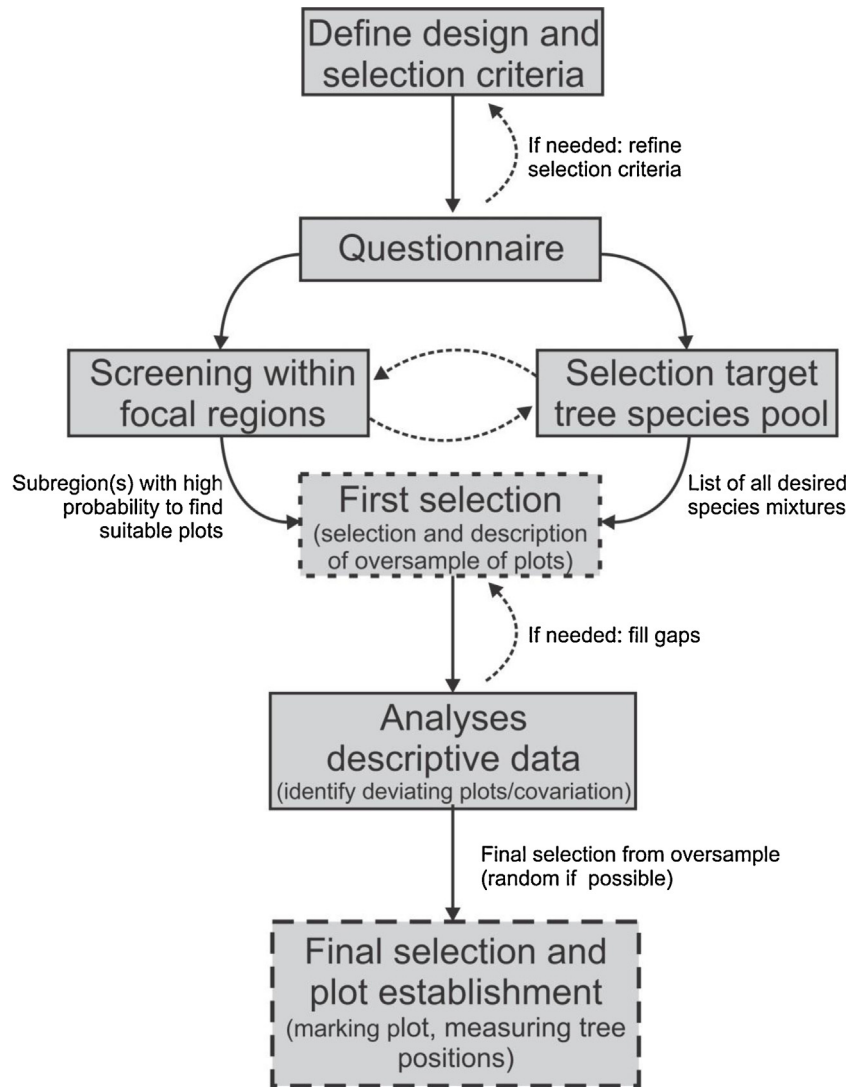 Define design and
selection criteria
If needed: refine
selection criteria
Questionnaire
Screening within
focal regions
Selection target
tree species pool
Subregion(s) with high
probability to find
suitable plots
First selection
(selection and description
of oversample of plots)
List of all desired
species mixtures
If needed: fill gaps
Analyses
descriptive data
(identify deviating plots/covariation)
Final selection from oversample
(random if possible)
Final selection and
plot establishment
(marking plot, measuring tree
positions)